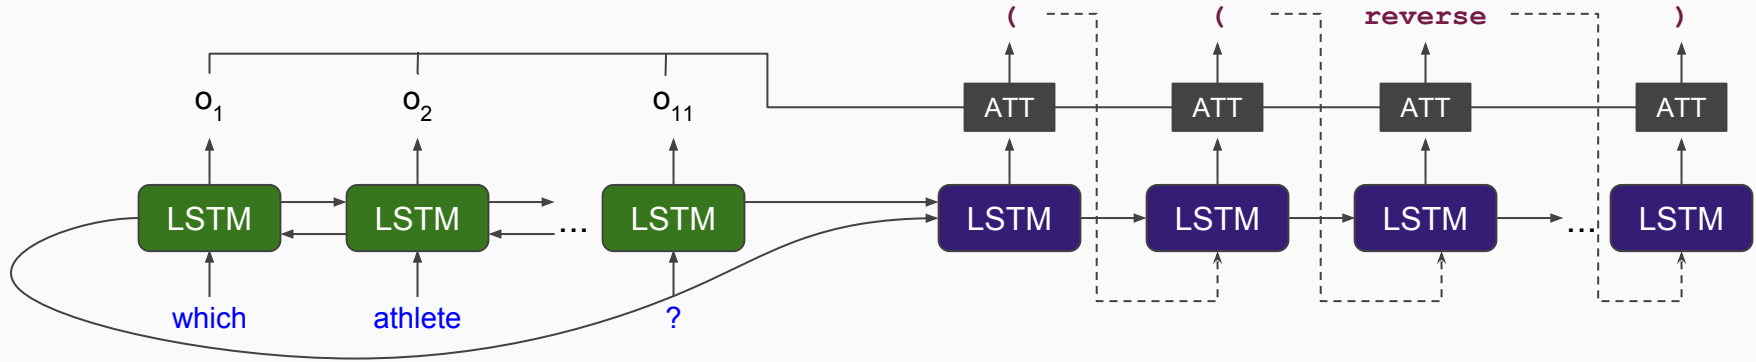 ( ( reverse )
o1 o2 o11 ATT ATT ATT ATT
LSTM LSTM ... LSTM LSTM LSTM LSTM ... LSTM
which athlete ?